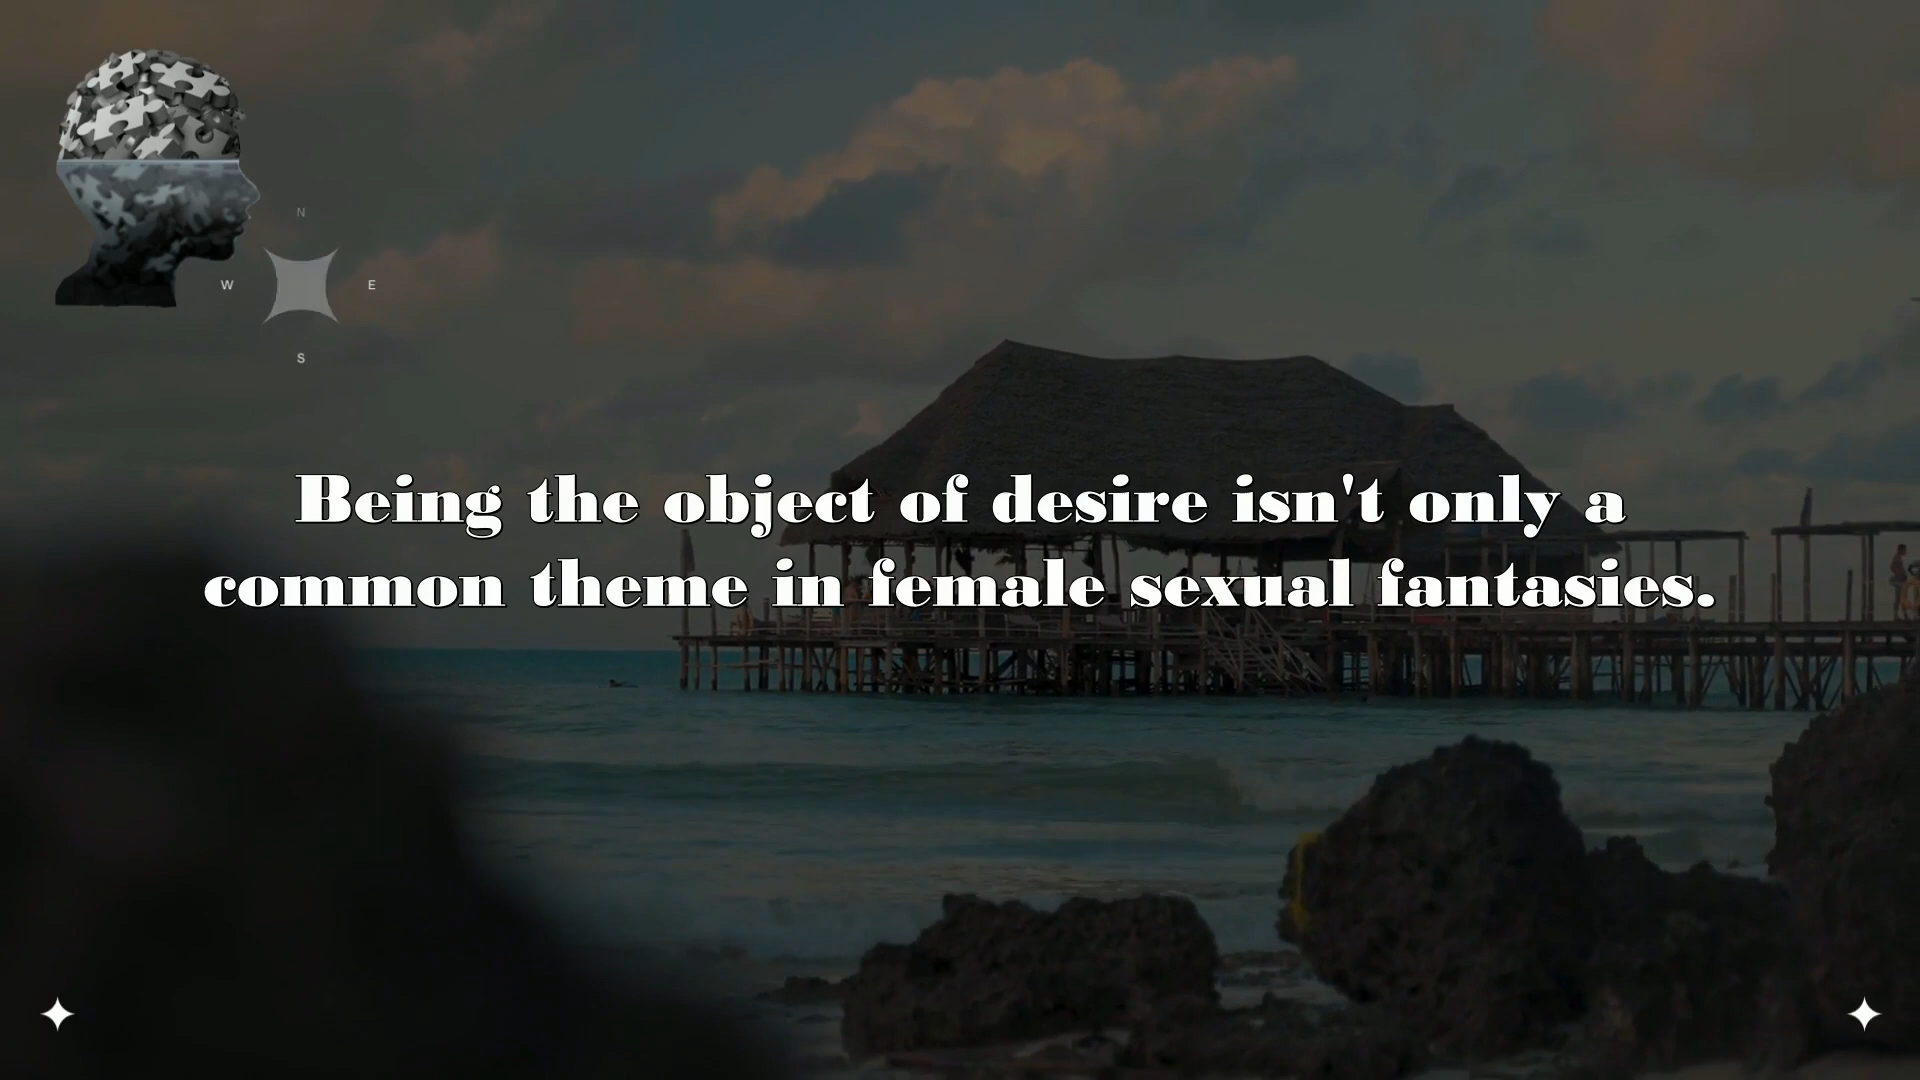 N
W E
S
Being the object of desire isn't only a
common theme in female sexual fantasies.